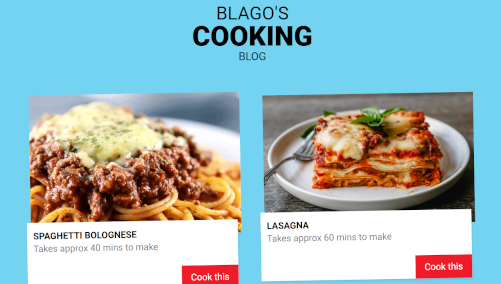 BLAGO'S
COOKING
BLOG
SPAGHETTI BOLOGNESE
Takes approx 40 mins to make
Cook this
LASAGNA
Takes approx 60 mins to make
Cook this